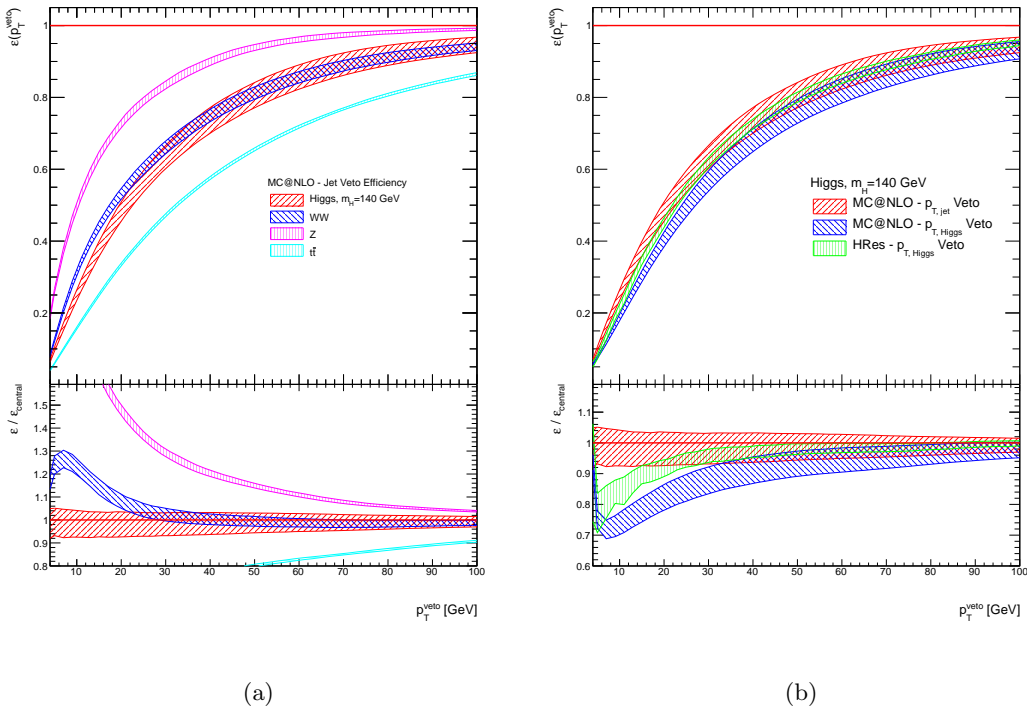 ε(p_T^veto)
1
0.8
0.6
0.4
0.2
MC@NLO - Jet Veto Efficiency
Higgs, m_H=140 GeV
WW
Z
tt̄
ε / ε_central
1.5
1.4
1.3
1.2
1.1
1
0.9
0.8
10 20 30 40 50 60 70 80 90 100
p_T^veto [GeV]
(a)
ε(p_T^veto)
1
0.8
0.6
0.4
0.2
Higgs, m_H=140 GeV
MC@NLO - p_T, jet Veto
MC@NLO - p_T, Higgs Veto
HRes - p_T, Higgs Veto
ε / ε_central
1.1
1
0.9
0.8
0.7
0.6
10 20 30 40 50 60 70 80 90 100
p_T^veto [GeV]
(b)